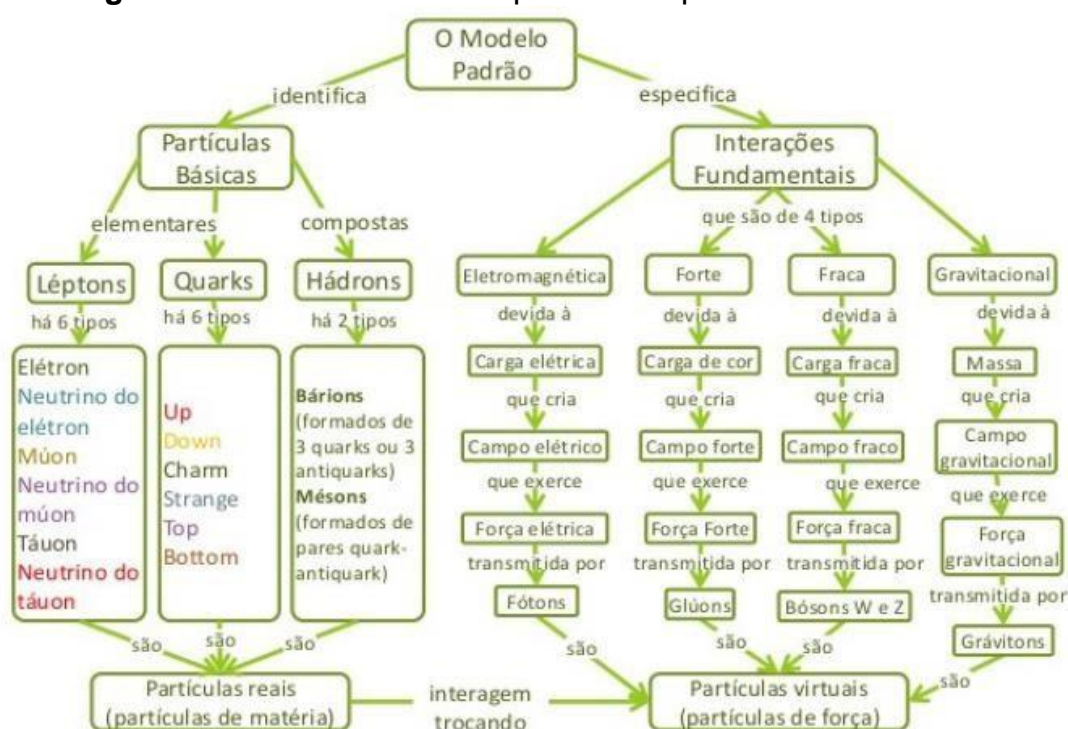 O Modelo
Padrão
identifica
especifica
Partículas
Básicas
Interações
Fundamentais
elementares
compostas
que são de 4 tipos
Léptons
Quarks
Hádrons
Eletromagnética
Forte
Fraca
Gravitacional
há 6 tipos
há 6 tipos
há 2 tipos
devida à
devida à
devida à
devida à
Elétron
Neutrino do
elétron
Múon
Neutrino do
múon
Táuon
Neutrino do
táuon
Up
Down
Charm
Strange
Top
Bottom
Bárions
(formados de
3 quarks ou 3
antiquarks)
Mésons
(formados de
pares quark-
antiquark)
Carga elétrica
Carga de cor
Carga fraca
Massa
que cria
que cria
que cria
que cria
Campo elétrico
Campo forte
Campo fraco
Campo
gravitacional
que exerce
que exerce
que exerce
que exerce
Força elétrica
Força Forte
Força fraca
Força
gravitacional
transmitida por
transmitida por
transmitida por
transmitida por
Fótons
Glúons
Bósons W e Z
Grávitons
são
são
são
são
são
são
são
Partículas reais
(partículas de matéria)
interagem
trocando
Partículas virtuais
(partículas de força)